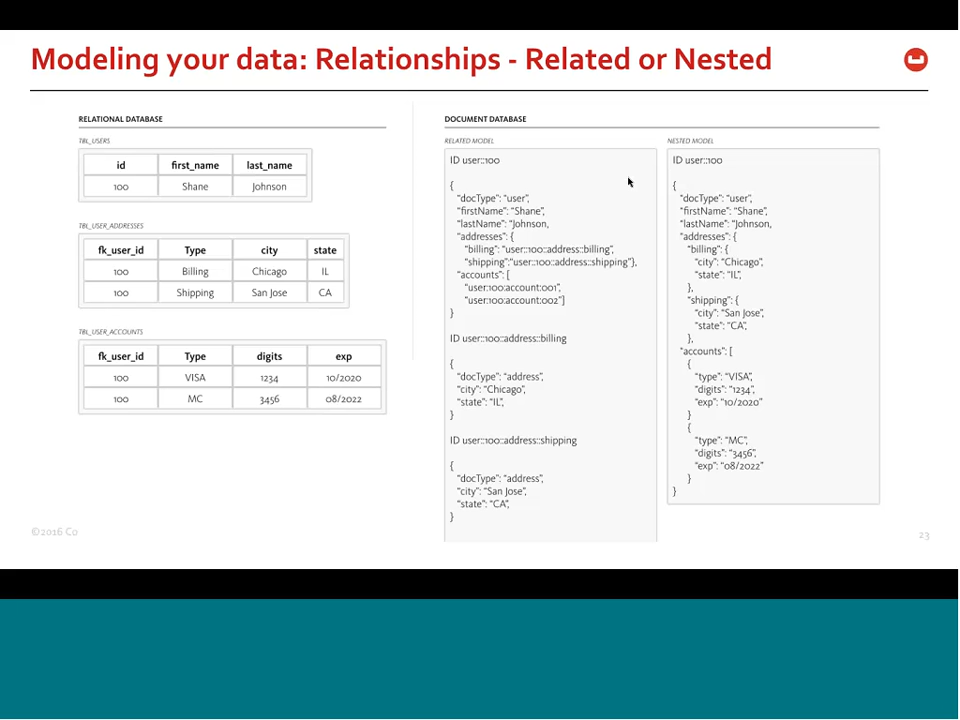 Modeling your data: Relationships - Related or Nested
RELATIONAL DATABASE
TBL_USERS
id first_name last_name
100 Shane Johnson
TBL_USER_ADDRESSES
fk_user_id Type city state
100 Billing Chicago IL
100 Shipping San Jose CA
TBL_USER_ACCOUNTS
fk_user_id Type digits exp
100 VISA 1234 10/2020
100 MC 3456 08/2022
DOCUMENT DATABASE
RELATED MODEL
ID user::100
{
"docType": "user",
"firstName": "Shane",
"lastName": "Johnson,
"addresses": {
"billing": "user::100::address::billing",
"shipping":"user::100::address::shipping"},
"accounts": [
"user:100:account:001",
"user:100:account:002"]
}
ID user::100::address::billing
{
"docType": "address",
"city": "Chicago",
"state": "IL",
}
ID user::100::address::shipping
{
"docType": "address",
"city": "San Jose",
"state": "CA",
}
NESTED MODEL
ID user::100
{
"docType": "user",
"firstName": "Shane",
"lastName": "Johnson,
"addresses": {
"billing": {
"city": "Chicago",
"state": "IL",
},
"shipping": {
"city": "San Jose",
"state": "CA",
},
"accounts": [
{
"type": "VISA",
"digits": "1234",
"exp": "10/2020"
}
{
"type": "MC",
"digits": "3456",
"exp": "08/2022"
}
}
©2016 Co
23